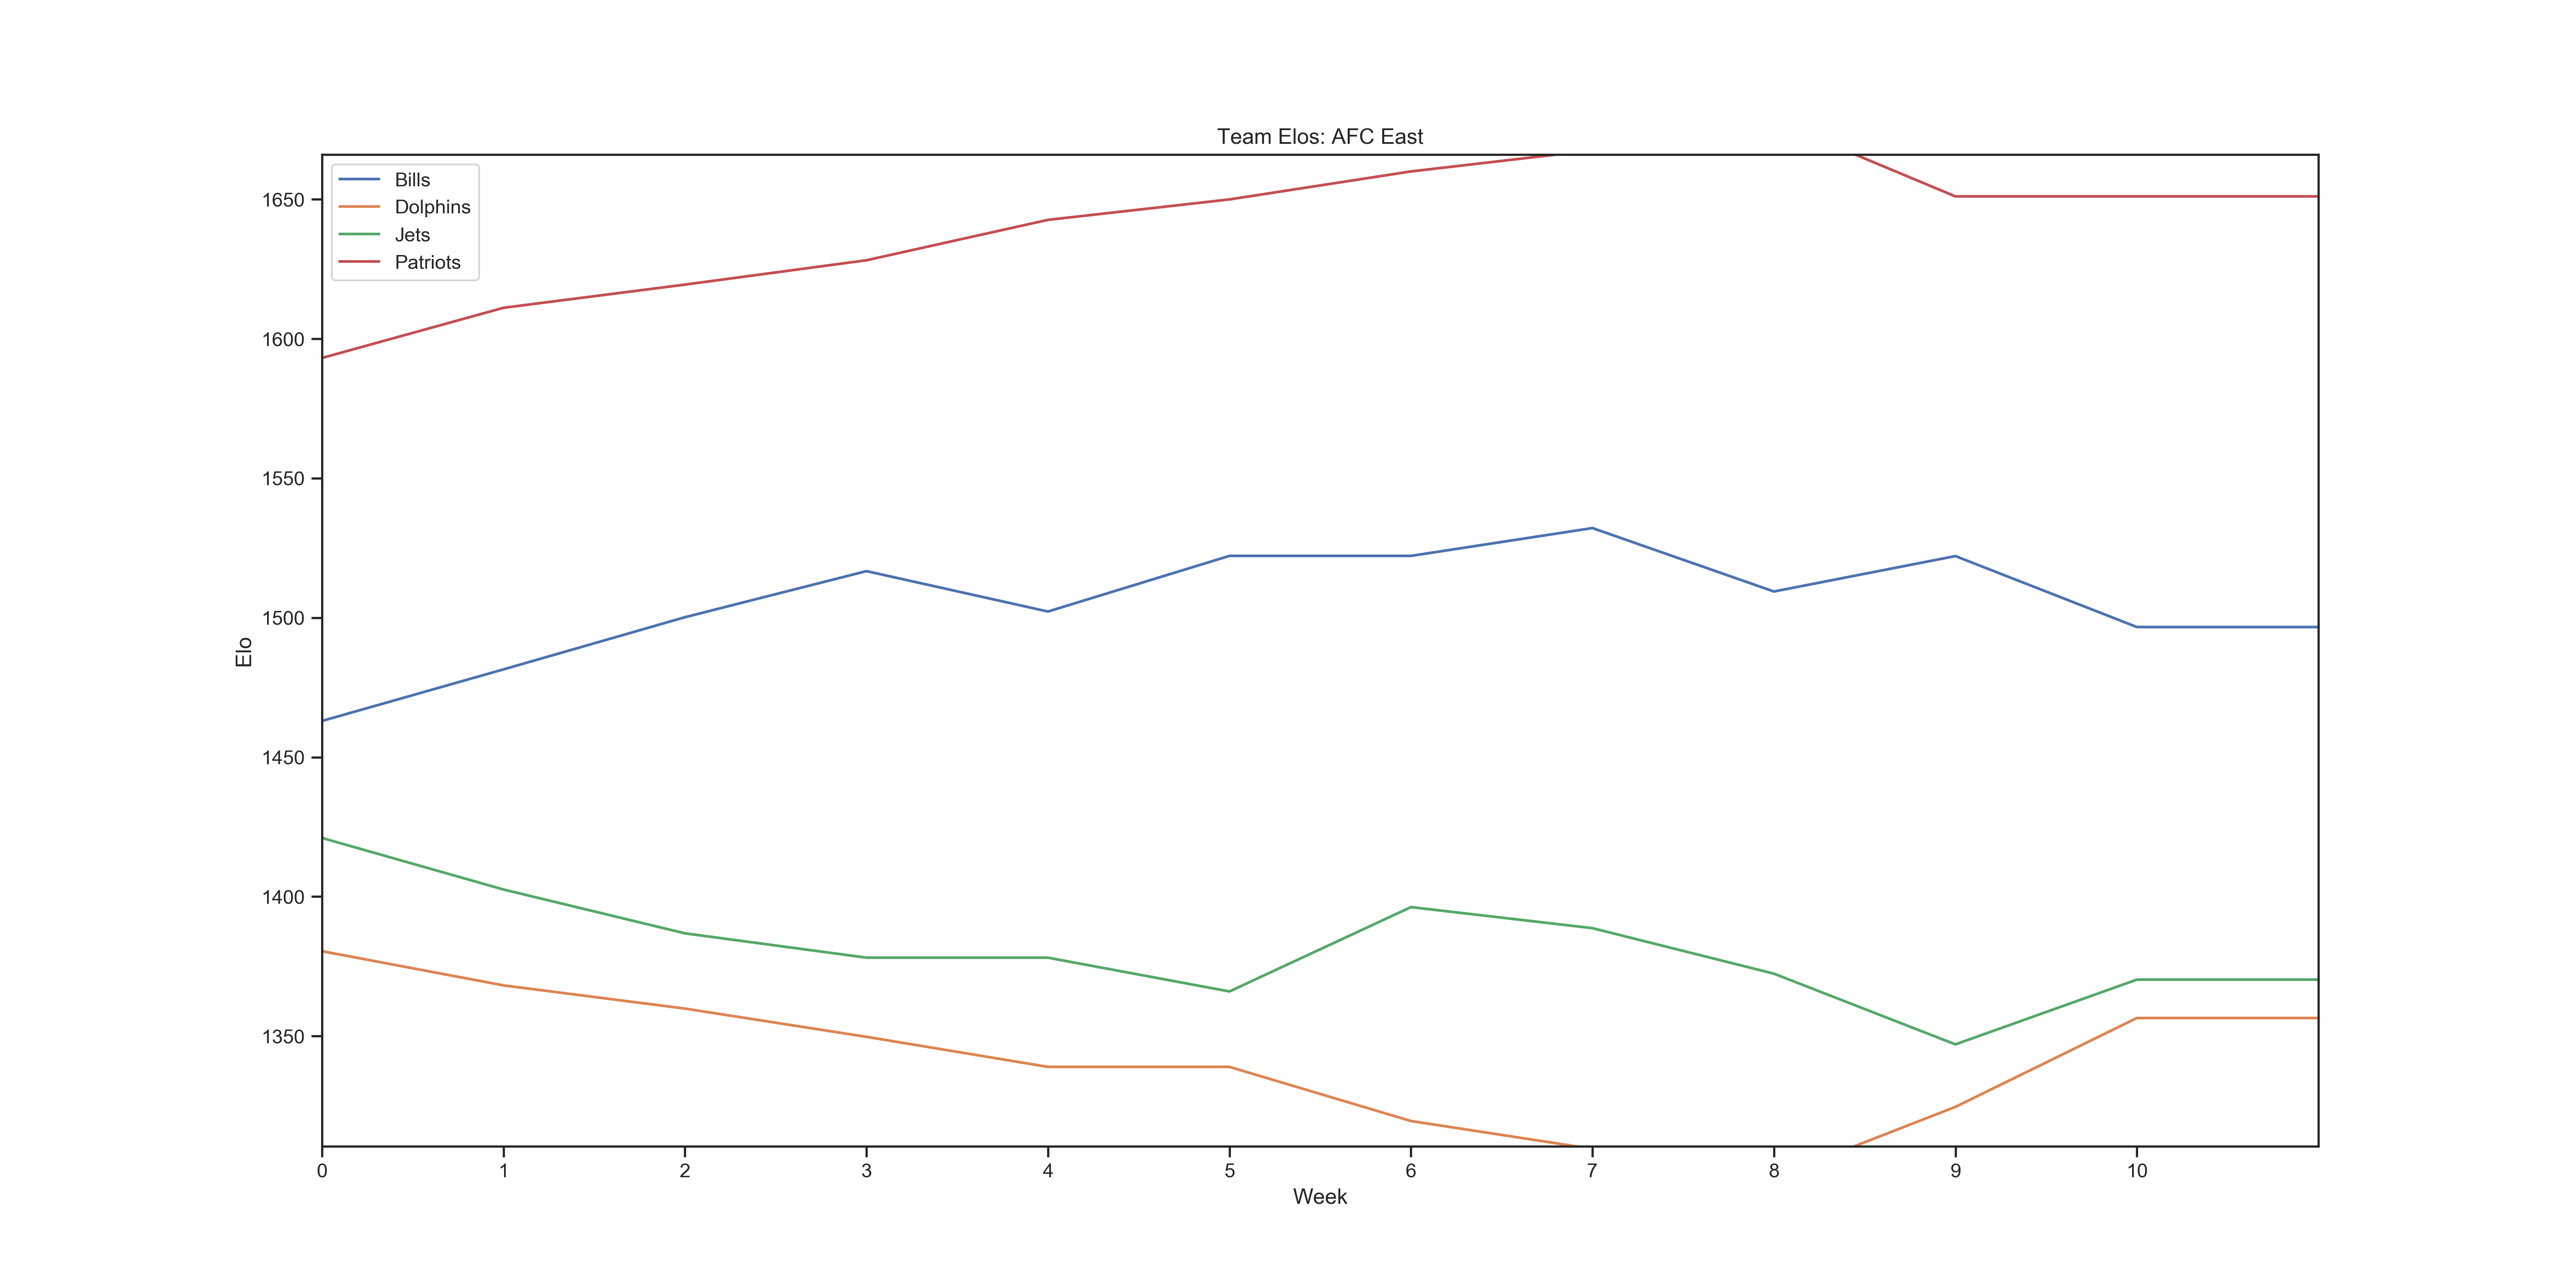 Team Elos: AFC East
Bills
Dolphins
Jets
Patriots
1650
1600
1550
1500
1450
1400
1350
Elo
0 1 2 3 4 5 6 7 8 9 10
Week